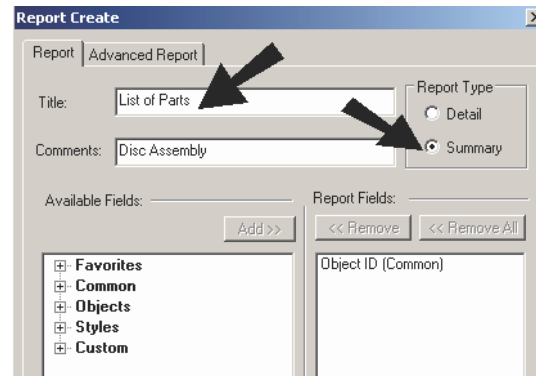 Report Create
Report Advanced Report
Title: List of Parts
Report Type
Detail
Comments: Disc Assembly
Summary
Available Fields:
Report Fields:
Add >>
<< Remove
<< Remove All
Favorites
Common
Objects
Styles
Custom
Object ID (Common)